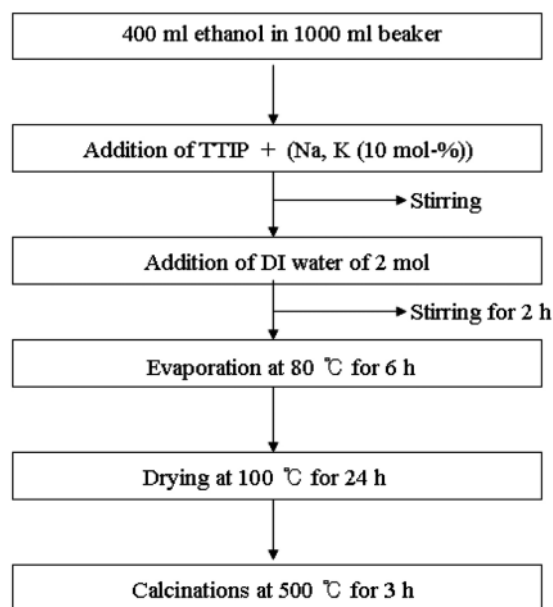 400 ml ethanol in 1000 ml beaker
Addition of TTIP + (Na, K (10 mol-%))
Stirring
Addition of DI water of 2 mol
Stirring for 2 h
Evaporation at 80 ℃ for 6 h
Drying at 100 ℃ for 24 h
Calcinations at 500 ℃ for 3 h